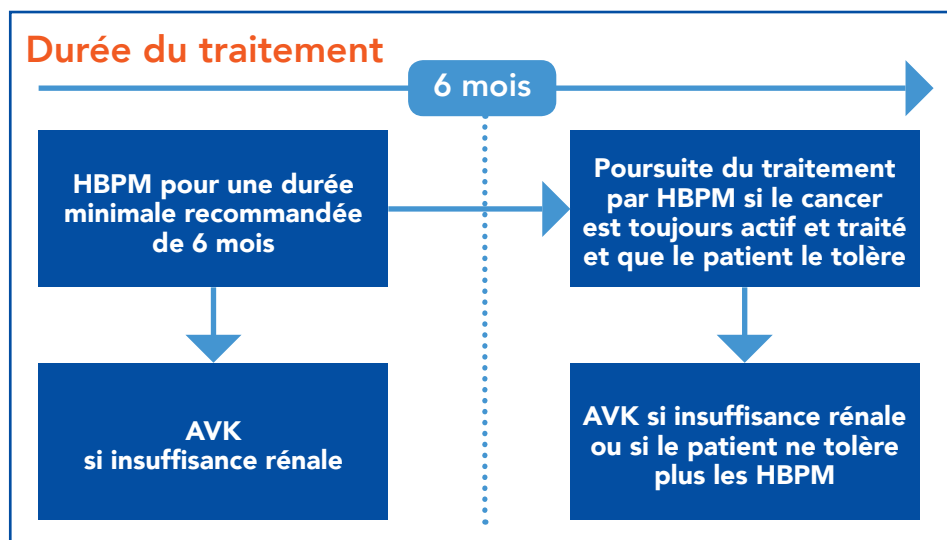 Durée du traitement
6 mois
HBPM pour une durée
minimale recommandée
de 6 mois
Poursuite du traitement
par HBPM si le cancer
est toujours actif et traité
et que le patient le tolère
AVK
si insuffisance rénale
AVK si insuffisance rénale
ou si le patient ne tolère
plus les HBPM